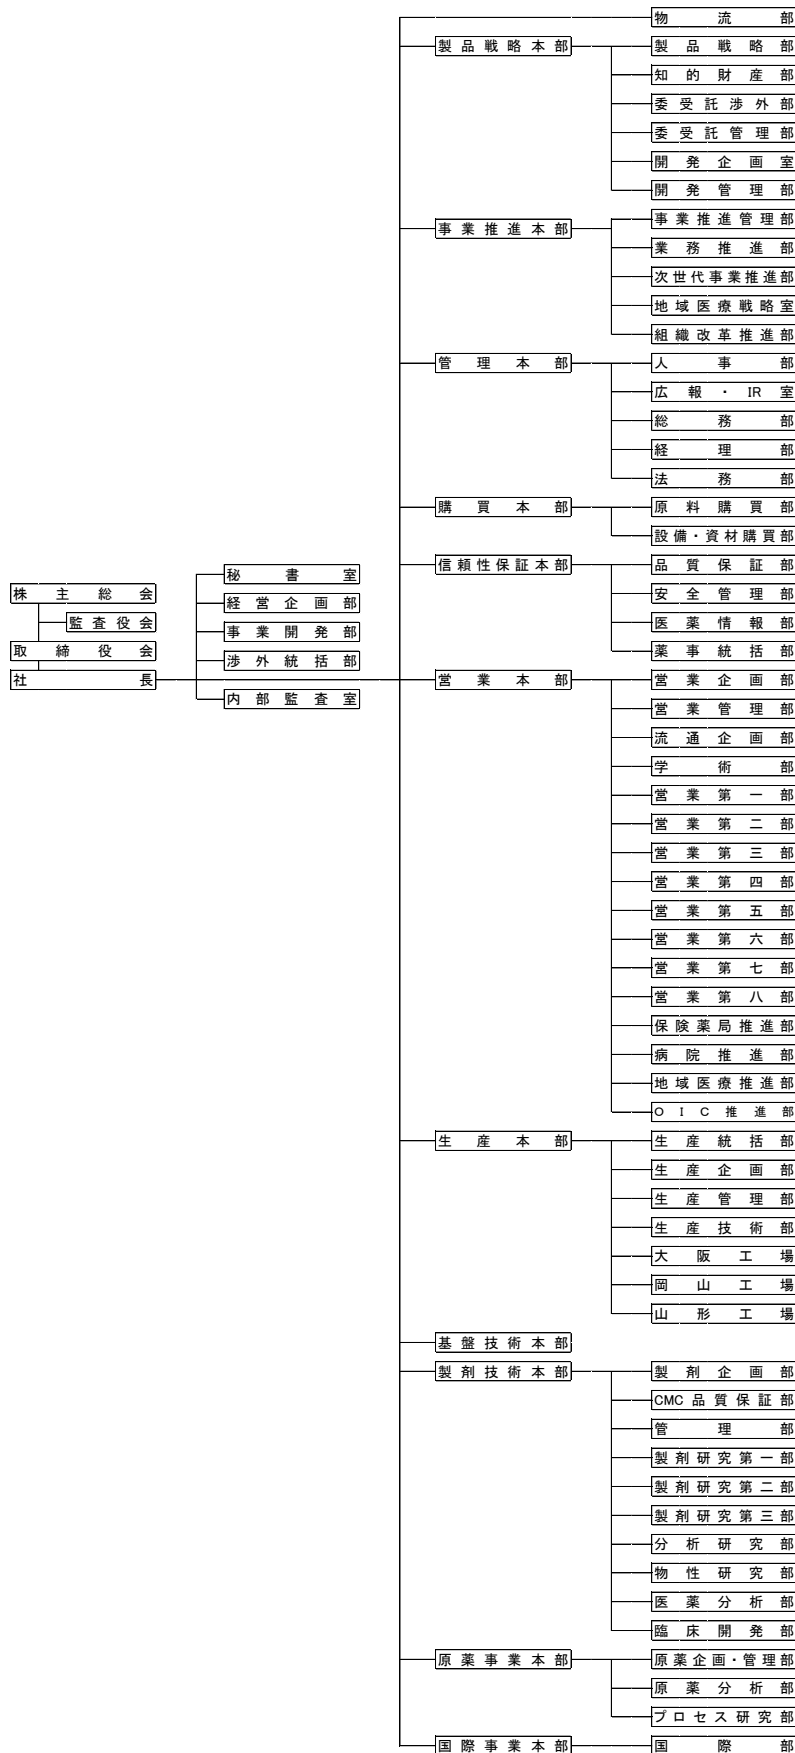 株主総会
監査役会
取締役会
社長
秘書室
経営企画部
事業開発部
渉外統括部
内部監査室
物流部
製品戦略本部
製品戦略部
知的財産部
委受託渉外部
委受託管理部
開発企画室
開発管理部
事業推進本部
事業推進管理部
業務推進部
次世代事業推進部
地域医療戦略室
組織改革推進部
管理本部
人事部
広報・IR室
総務部
経理部
法務部
購買本部
原料購買部
設備・資材購買部
信頼性保証本部
品質保証部
安全管理部
医薬情報部
薬事統括部
営業本部
営業企画部
営業管理部
流通企画部
学術部
営業第一部
営業第二部
営業第三部
営業第四部
営業第五部
営業第六部
営業第七部
営業第八部
保険薬局推進部
病院推進部
地域医療推進部
OIC推進部
生産本部
生産統括部
生産企画部
生産管理部
生産技術部
大阪工場
岡山工場
山形工場
基盤技術本部
製剤技術本部
製剤企画部
CMC品質保証部
管理部
製剤研究第一部
製剤研究第二部
製剤研究第三部
分析研究部
物性研究部
医薬分析部
臨床開発部
原薬事業本部
原薬企画・管理部
原薬分析部
プロセス研究部
国際事業本部
国際部